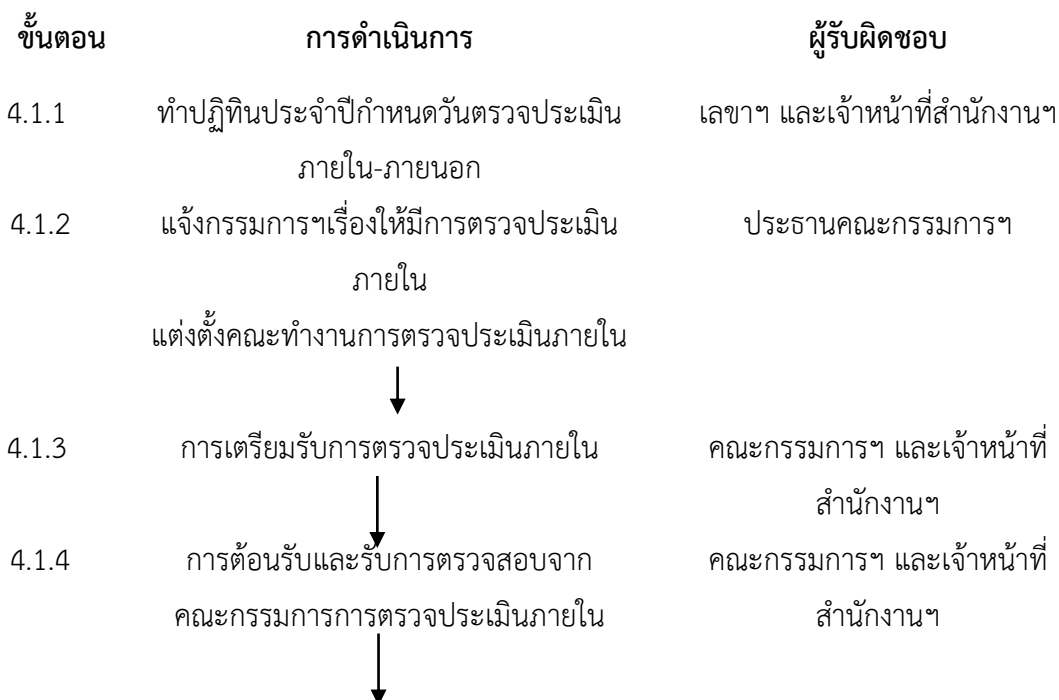 ขั้นตอน การดำเนินการ ผู้รับผิดชอบ
4.1.1 ทำปฏิทินประจำปีกำหนดวันตรวจประเมิน เลขาฯ และเจ้าหน้าที่สำนักงานฯ
ภายใน-ภายนอก
4.1.2 แจ้งกรรมการฯเรื่องให้มีการตรวจประเมิน ประธานคณะกรรมการฯ
ภายใน
แต่งตั้งคณะทำงานการตรวจประเมินภายใน
4.1.3 การเตรียมรับการตรวจประเมินภายใน คณะกรรมการฯ และเจ้าหน้าที่
สำนักงานฯ
4.1.4 การต้อนรับและรับการตรวจสอบจาก คณะกรรมการฯ และเจ้าหน้าที่
คณะกรรมการการตรวจประเมินภายใน สำนักงานฯ